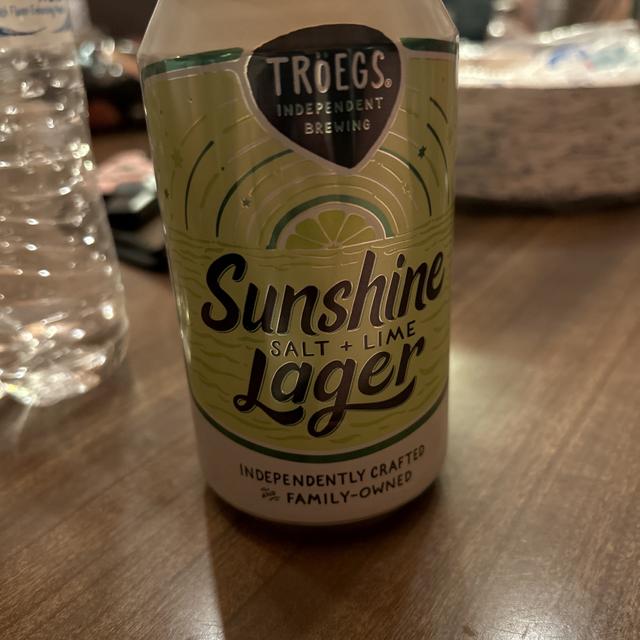 TRöEGS®
INDEPENDENT
BREWING
Sunshine
SALT + LIME
Lager
INDEPENDENTLY CRAFTED
FAMILY-OWNED